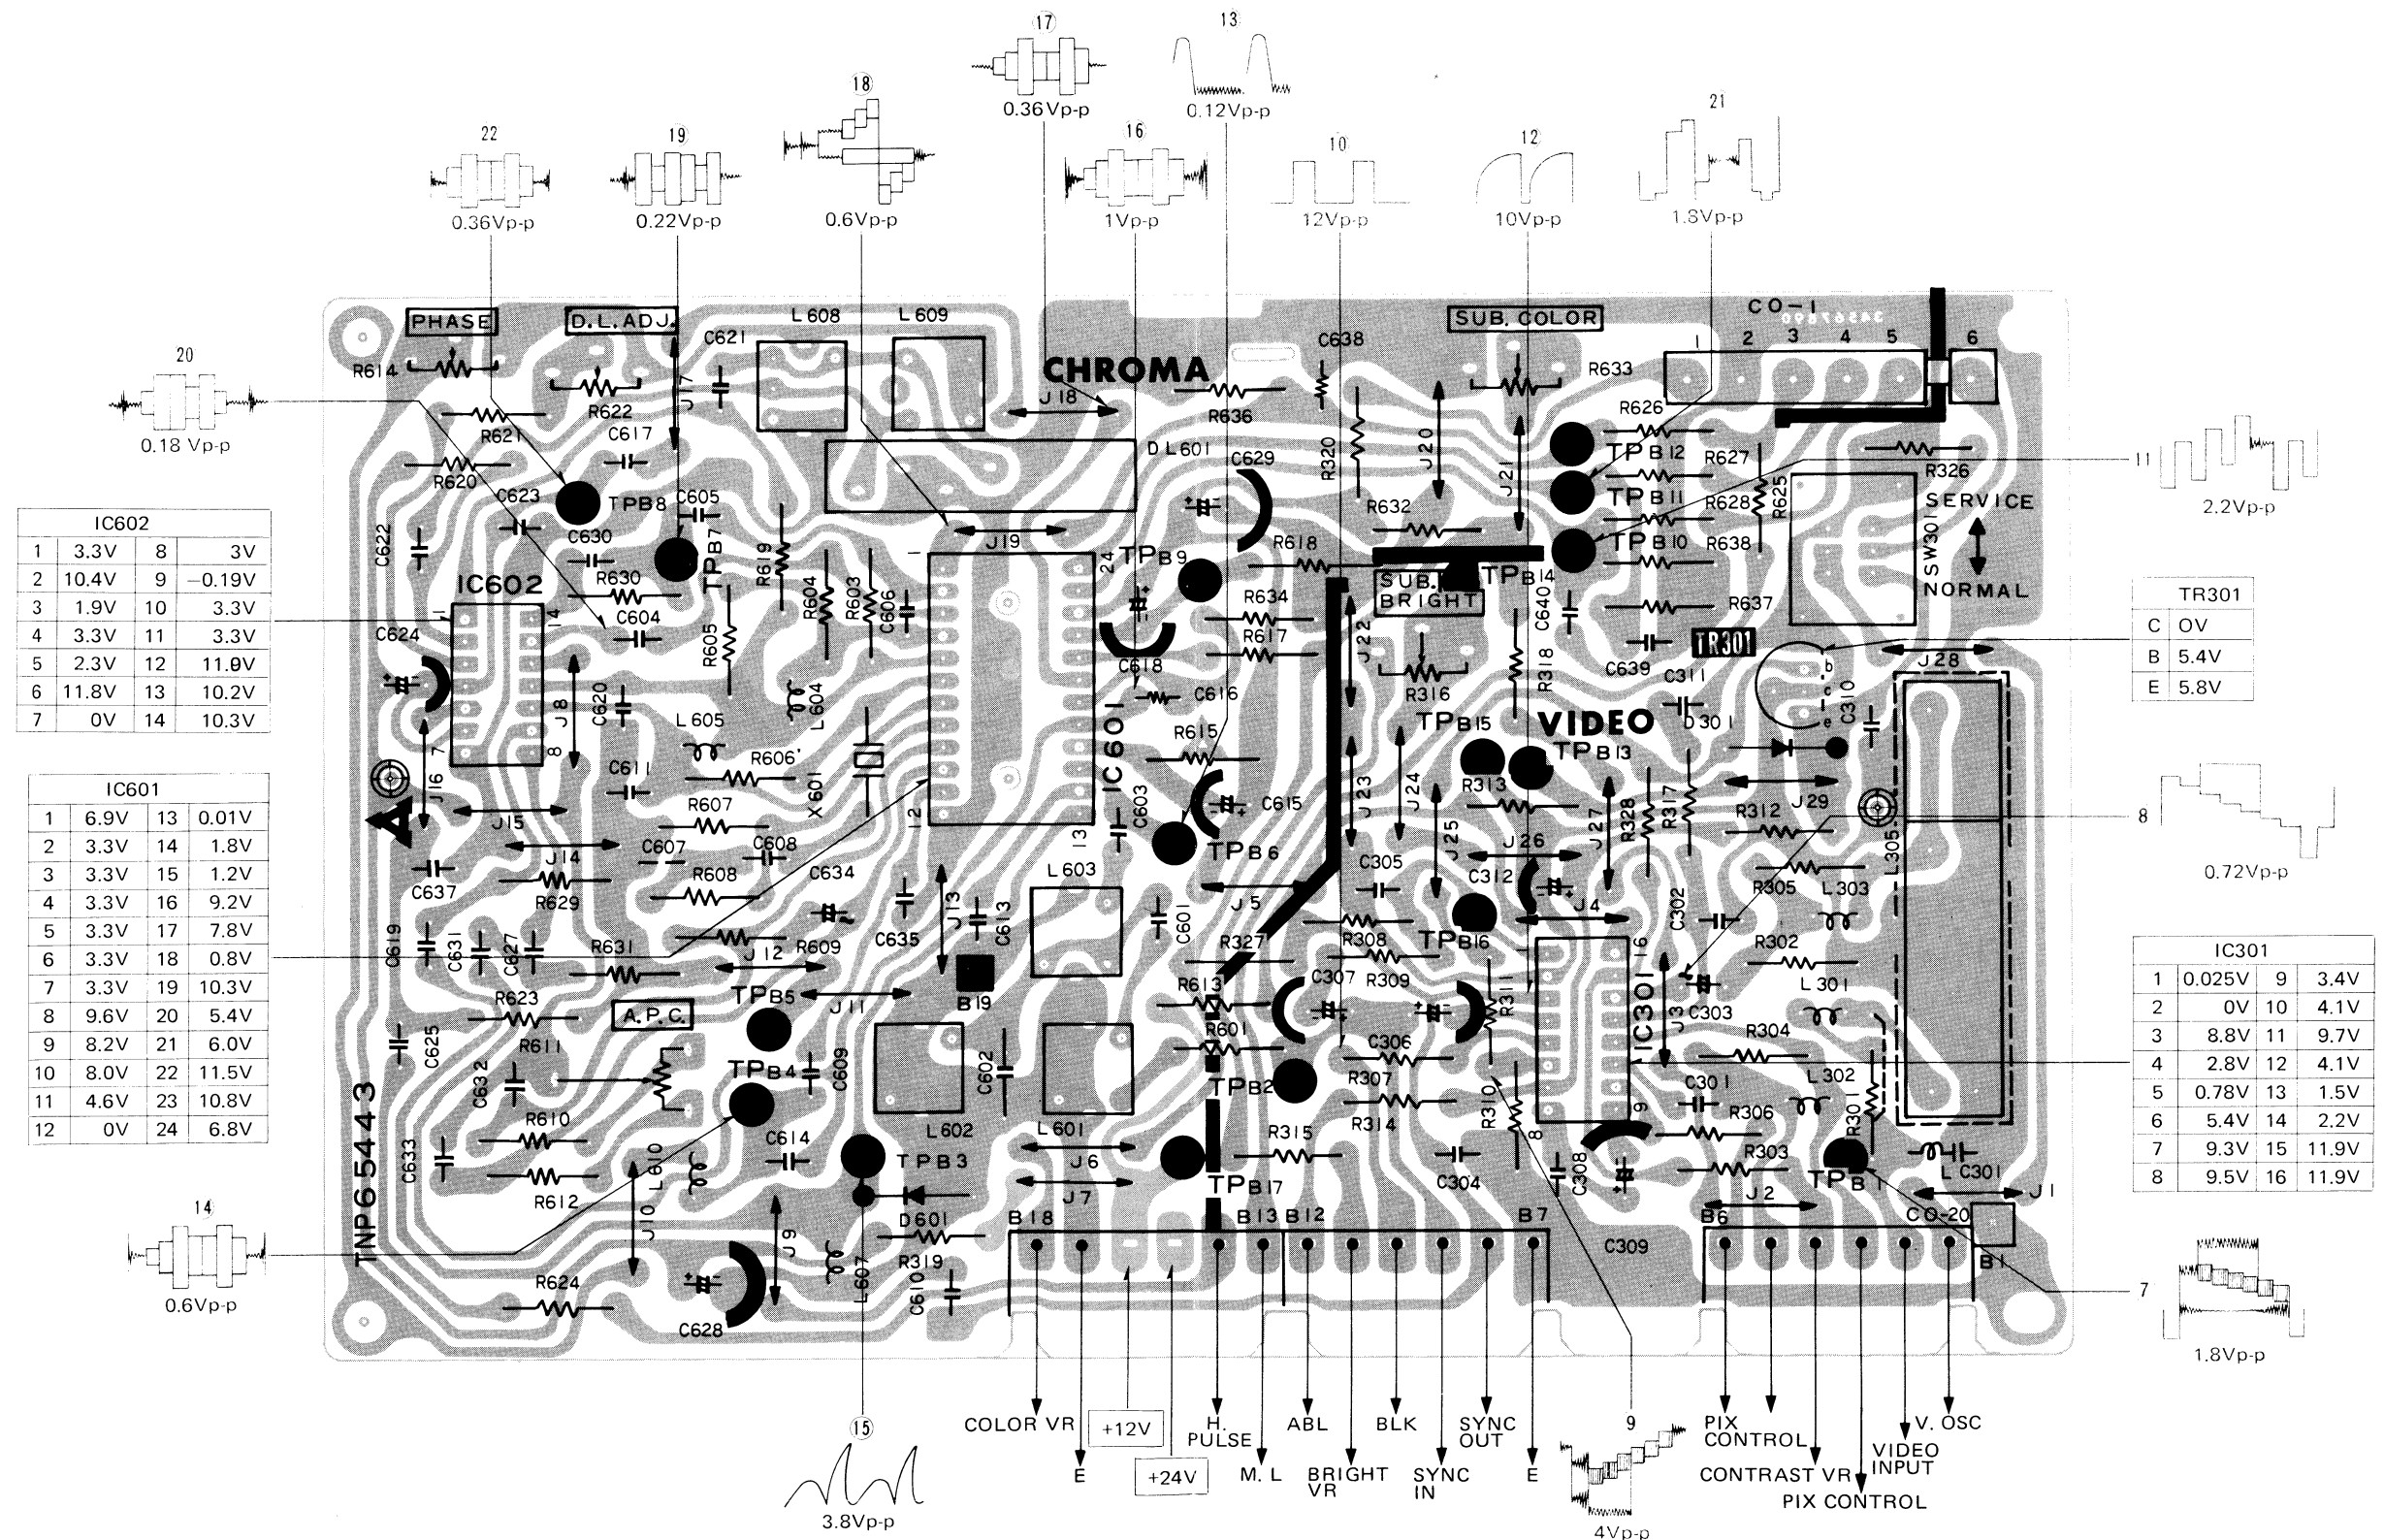 17
0.36Vp-p
13
0.12Vp-p
18
0.6Vp-p
22
0.36Vp-p
19
0.22Vp-p
16
1Vp-p
10
12Vp-p
12
10Vp-p
21
1.8Vp-p
20
0.18 Vp-p
11
2.2Vp-p
8
0.72Vp-p
7
1.8Vp-p
14
0.6Vp-p
15
3.8Vp-p
9
4Vp-p
IC602
1 3.3V 8 3V
2 10.4V 9 −0.19V
3 1.9V 10 3.3V
4 3.3V 11 3.3V
5 2.3V 12 11.0V
6 11.8V 13 10.2V
7 0V 14 10.3V
IC601
1 6.9V 13 0.01V
2 3.3V 14 1.8V
3 3.3V 15 1.2V
4 3.3V 16 9.2V
5 3.3V 17 7.8V
6 3.3V 18 0.8V
7 3.3V 19 10.3V
8 9.6V 20 5.4V
9 8.2V 21 6.0V
10 8.0V 22 11.5V
11 4.6V 23 10.8V
12 0V 24 6.8V
TR301
C 0V
B 5.4V
E 5.8V
IC301
1 0.025V 9 3.4V
2 0V 10 4.1V
3 8.8V 11 9.7V
4 2.8V 12 4.1V
5 0.78V 13 1.5V
6 5.4V 14 2.2V
7 9.3V 15 11.9V
8 9.5V 16 11.9V
PHASE
D.L.ADJ.
L608
L609
SUB. COLOR
CO-1
1 2 3 4 5 6
R614
R622
J17
C621
CHROMA
J18
R636
C638
R633
R621
C617
R620
C623
TPB8
C605
DL601
C629
R320
J20
J21
R626
TPB12
R627
TPB11
R628
R625
R326
TPB10
R638
SERVICE
SW301
NORMAL
C622
C630
TPB7
R619
J19
TPB9
R618
R632
SUB.
BRIGHT
TPB14
IC602
R630
C604
R605
R604
R603
C606
1
24
R634
R617
J22
C640
R637
C624
1
14
7
8
J8
C620
L604
C618
C616
R316
R318
C639
TR301
b
c
e
C311
D301
C310
J28
L605
R606
C611
X601
IC601
R615
TPB15
VIDEO
TPB13
J16
A
J15
R607
12
13
C603
C615
J23
J24
R313
J27
R328
R317
R312
J29
J14
C607
C608
TPB6
J25
J26
C637
R629
R608
C634
L603
J5
C305
C312
R305
L303
L305
C619
C631
C627
R631
R609
J12
C635
J13
C613
C601
R327
R308
R309
TPB16
J4
C302
R302
B19
R623
A.P.C.
TPB5
J11
R613
C307
R311
16
IC301
J3
C303
L301
C625
R611
C632
TPB4
C609
C602
R601
C306
R304
TPB2
R307
R310
C301
L302
R301
R610
C614
L602
L601
R314
8
9
R306
C633
R612
L610
TPB3
J6
R315
C304
C308
R303
TPB1
L C301
TNP65443
J10
J9
D601
J7
TPB17
J2
J1
B18
B13
B12
B7
B6
CO-20
B1
R624
C628
L607
R319
C610
C309
COLOR VR
E
+12V
+24V
H.
PULSE
M. L
ABL
BRIGHT
VR
BLK
SYNC
IN
SYNC
OUT
E
PIX
CONTROL
CONTRAST VR
PIX CONTROL
VIDEO
INPUT
V. OSC